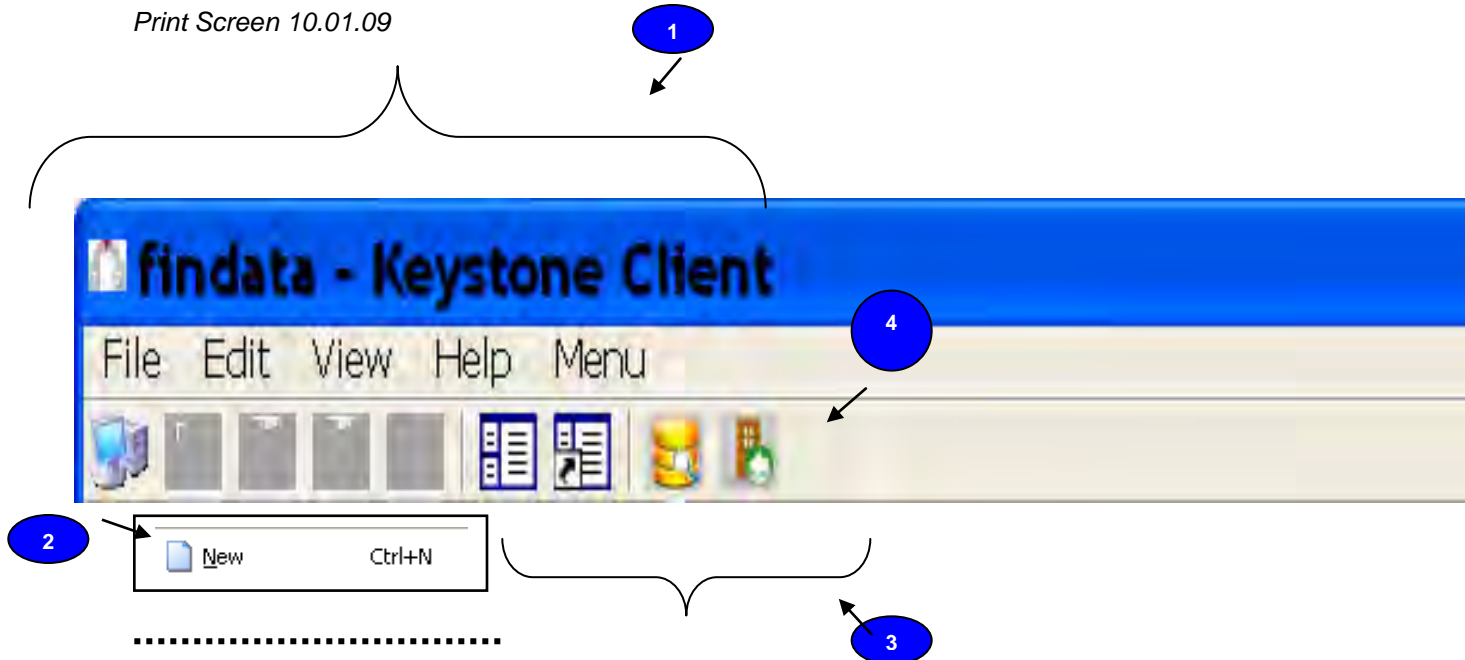 Print Screen 10.01.09
1
findata - Keystone Client
4
File Edit View Help Menu
2
New Ctrl+N
3